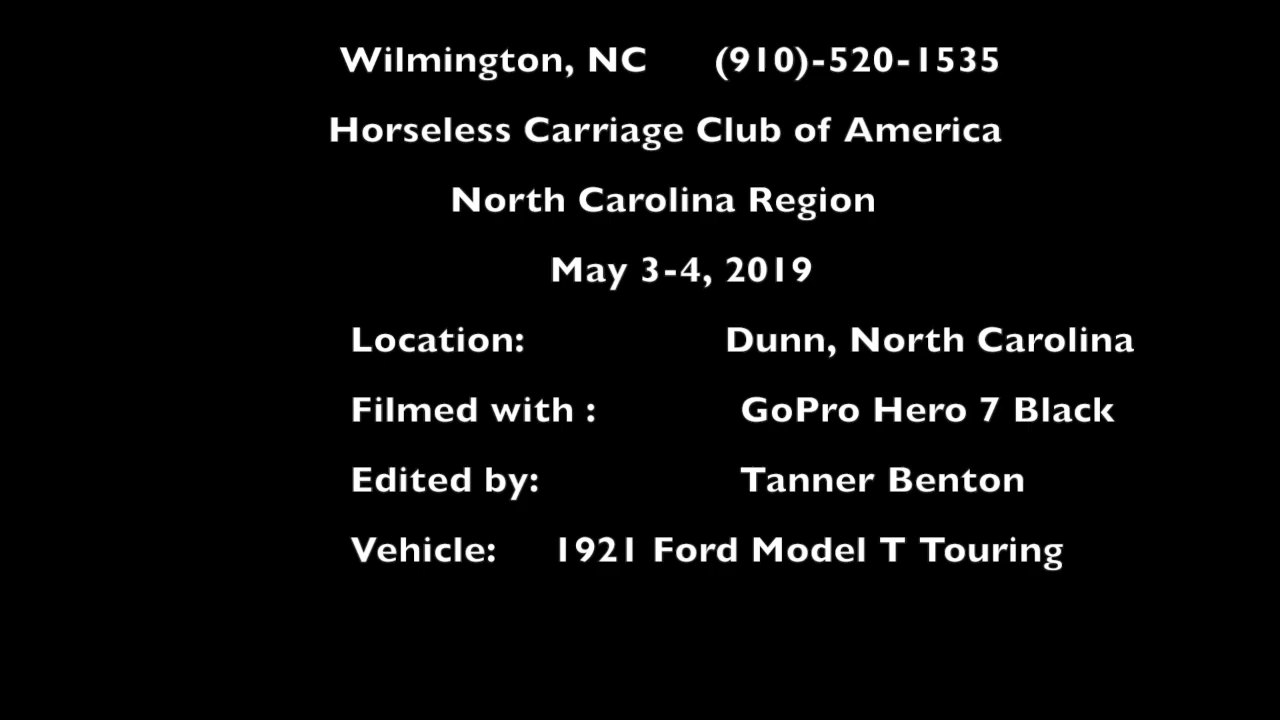 Wilmington, NC (910)-520-1535
Horseless Carriage Club of America
North Carolina Region
May 3-4, 2019
Location: Dunn, North Carolina
Filmed with : GoPro Hero 7 Black
Edited by: Tanner Benton
Vehicle: 1921 Ford Model T Touring